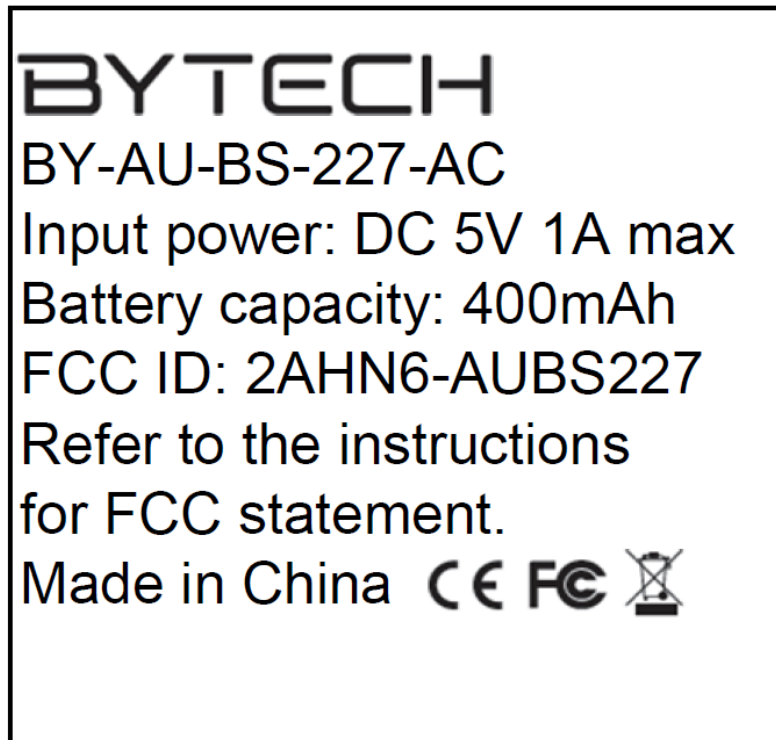 BYTECH
BY-AU-BS-227-AC
Input power: DC 5V 1A max
Battery capacity: 400mAh
FCC ID: 2AHN6-AUBS227
Refer to the instructions
for FCC statement.
Made in China CE FC